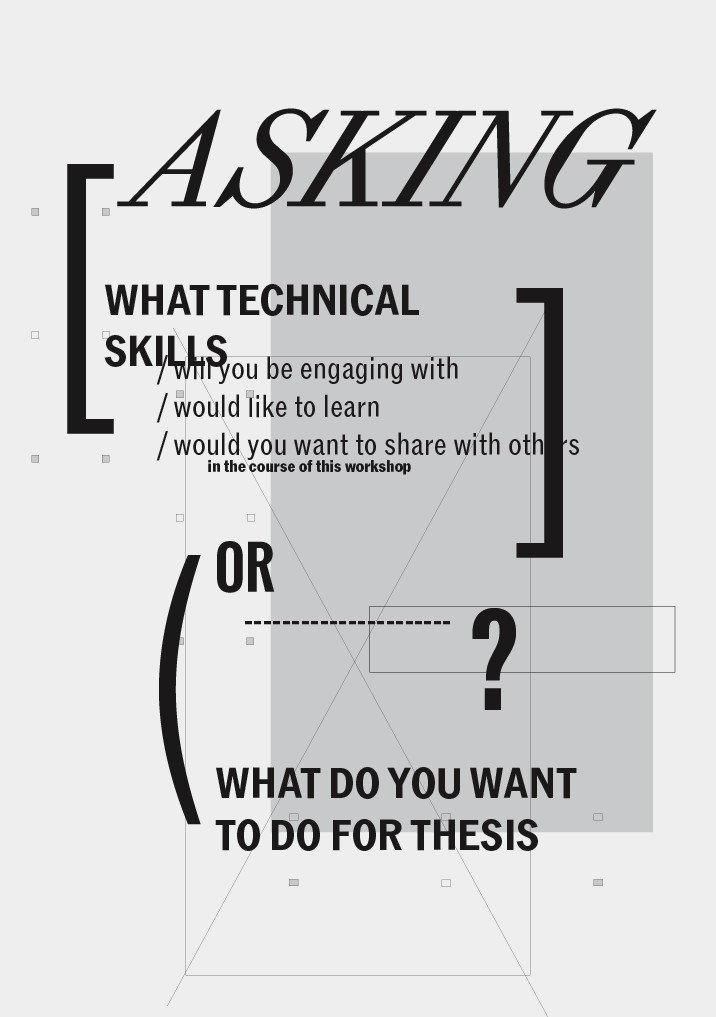 ASKING
[
WHAT TECHNICAL
SKILLS
/ will you be engaging with
/ would like to learn
/ would you want to share with others
in the course of this workshop
]
OR
(
----------------------
?
WHAT DO YOU WANT
TO DO FOR THESIS